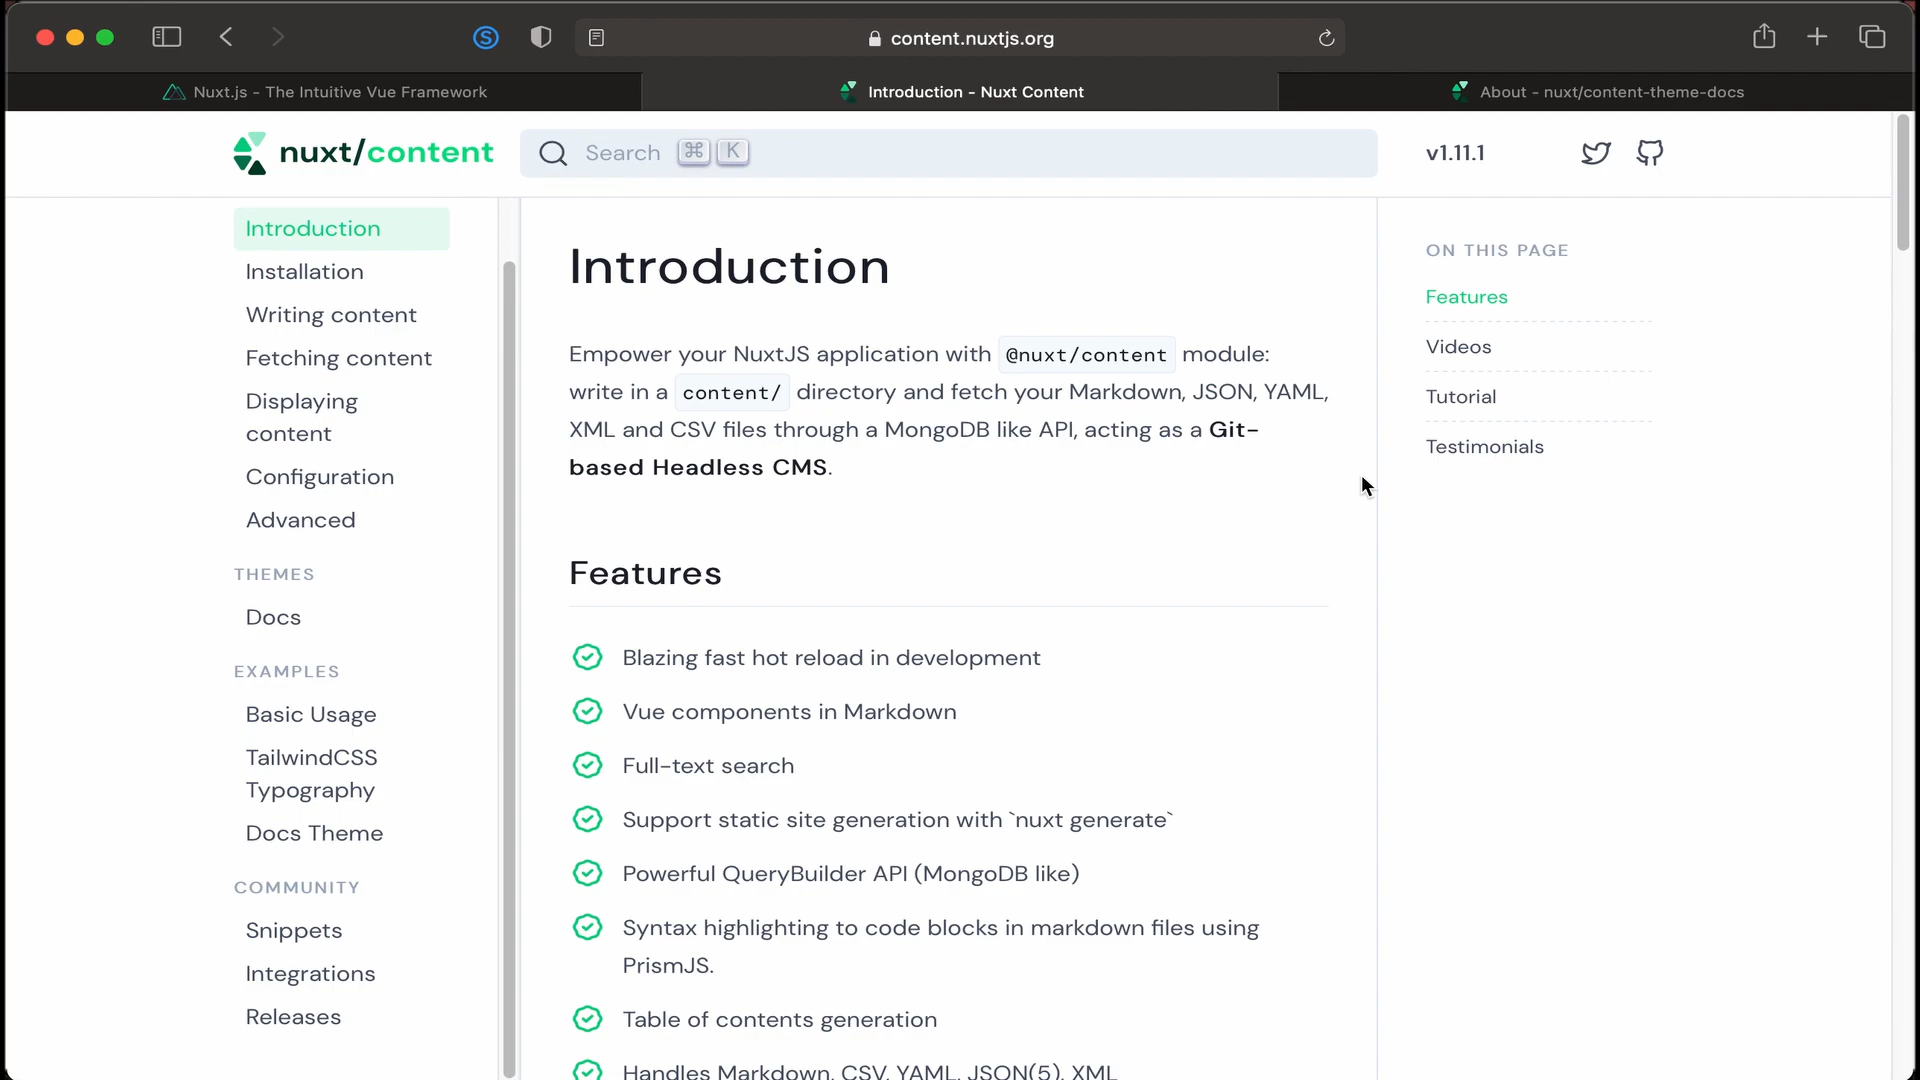 content.nuxtjs.org
Nuxt.js - The Intuitive Vue Framework
Introduction - Nuxt Content
About - nuxt/content-theme-docs
nuxt/content
Search ⌘ K
v1.11.1
Introduction
Installation
Writing content
Fetching content
Displaying
content
Configuration
Advanced
THEMES
Docs
EXAMPLES
Basic Usage
TailwindCSS
Typography
Docs Theme
COMMUNITY
Snippets
Integrations
Releases
Introduction
Empower your NuxtJS application with @nuxt/content module:
write in a content/ directory and fetch your Markdown, JSON, YAML,
XML and CSV files through a MongoDB like API, acting as a Git-
based Headless CMS.
Features
Blazing fast hot reload in development
Vue components in Markdown
Full-text search
Support static site generation with `nuxt generate`
Powerful QueryBuilder API (MongoDB like)
Syntax highlighting to code blocks in markdown files using
PrismJS.
Table of contents generation
Handles Markdown, CSV, YAML, JSON(5), XML
ON THIS PAGE
Features
Videos
Tutorial
Testimonials